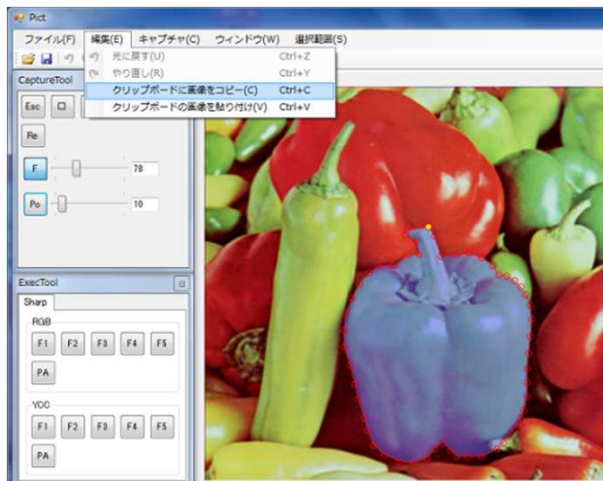 Pict
ファイル(F) 編集(E) キャプチャ(C) ウィンドウ(W) 選択範囲(S)
元に戻す(U) Ctrl+Z
やり直し(R) Ctrl+Y
クリップボードに画像をコピー(C) Ctrl+C
クリップボードの画像を貼り付け(V) Ctrl+V
CaptureTool
Esc
Re
F 78
Po 10
ExecTool
Sharp
RGB
F1 F2 F3 F4 F5
PA
YCC
F1 F2 F3 F4 F5
PA